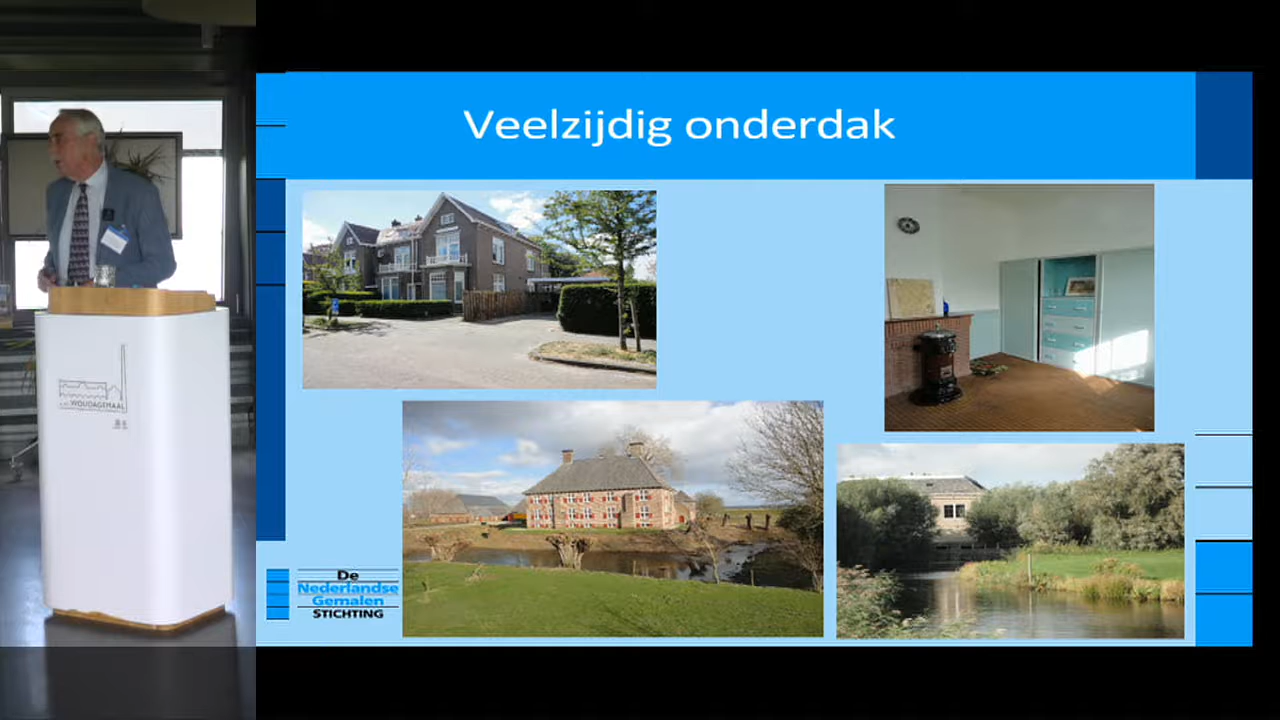 Veelzijdig onderdak
De
Nederlandse
Gemalen
STICHTING
WOUDAGEMAAL